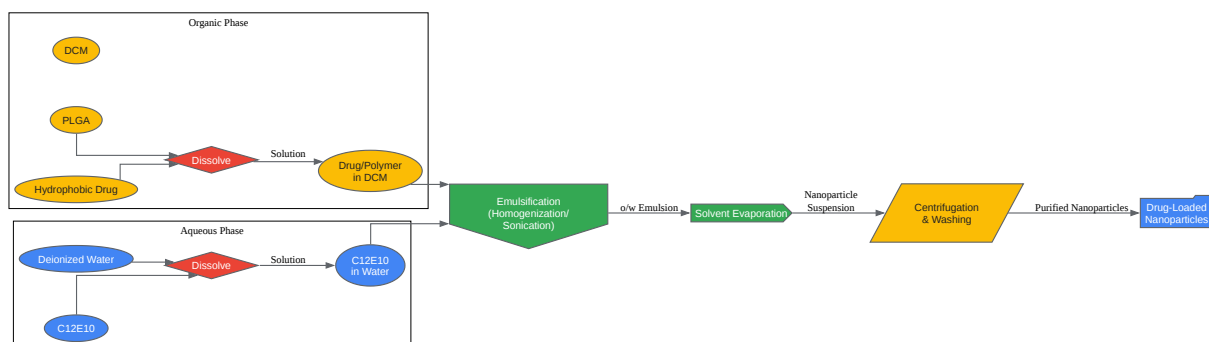 Organic Phase
DCM
PLGA
Hydrophobic Drug
Dissolve
Solution
Drug/Polymer
in DCM
Aqueous Phase
Deionized Water
C12E10
Dissolve
Solution
C12E10
in Water
Emulsification
(Homogenization/
Sonication)
o/w Emulsion
Solvent Evaporation
Nanoparticle
Suspension
Centrifugation
& Washing
Purified Nanoparticles
Drug-Loaded
Nanoparticles